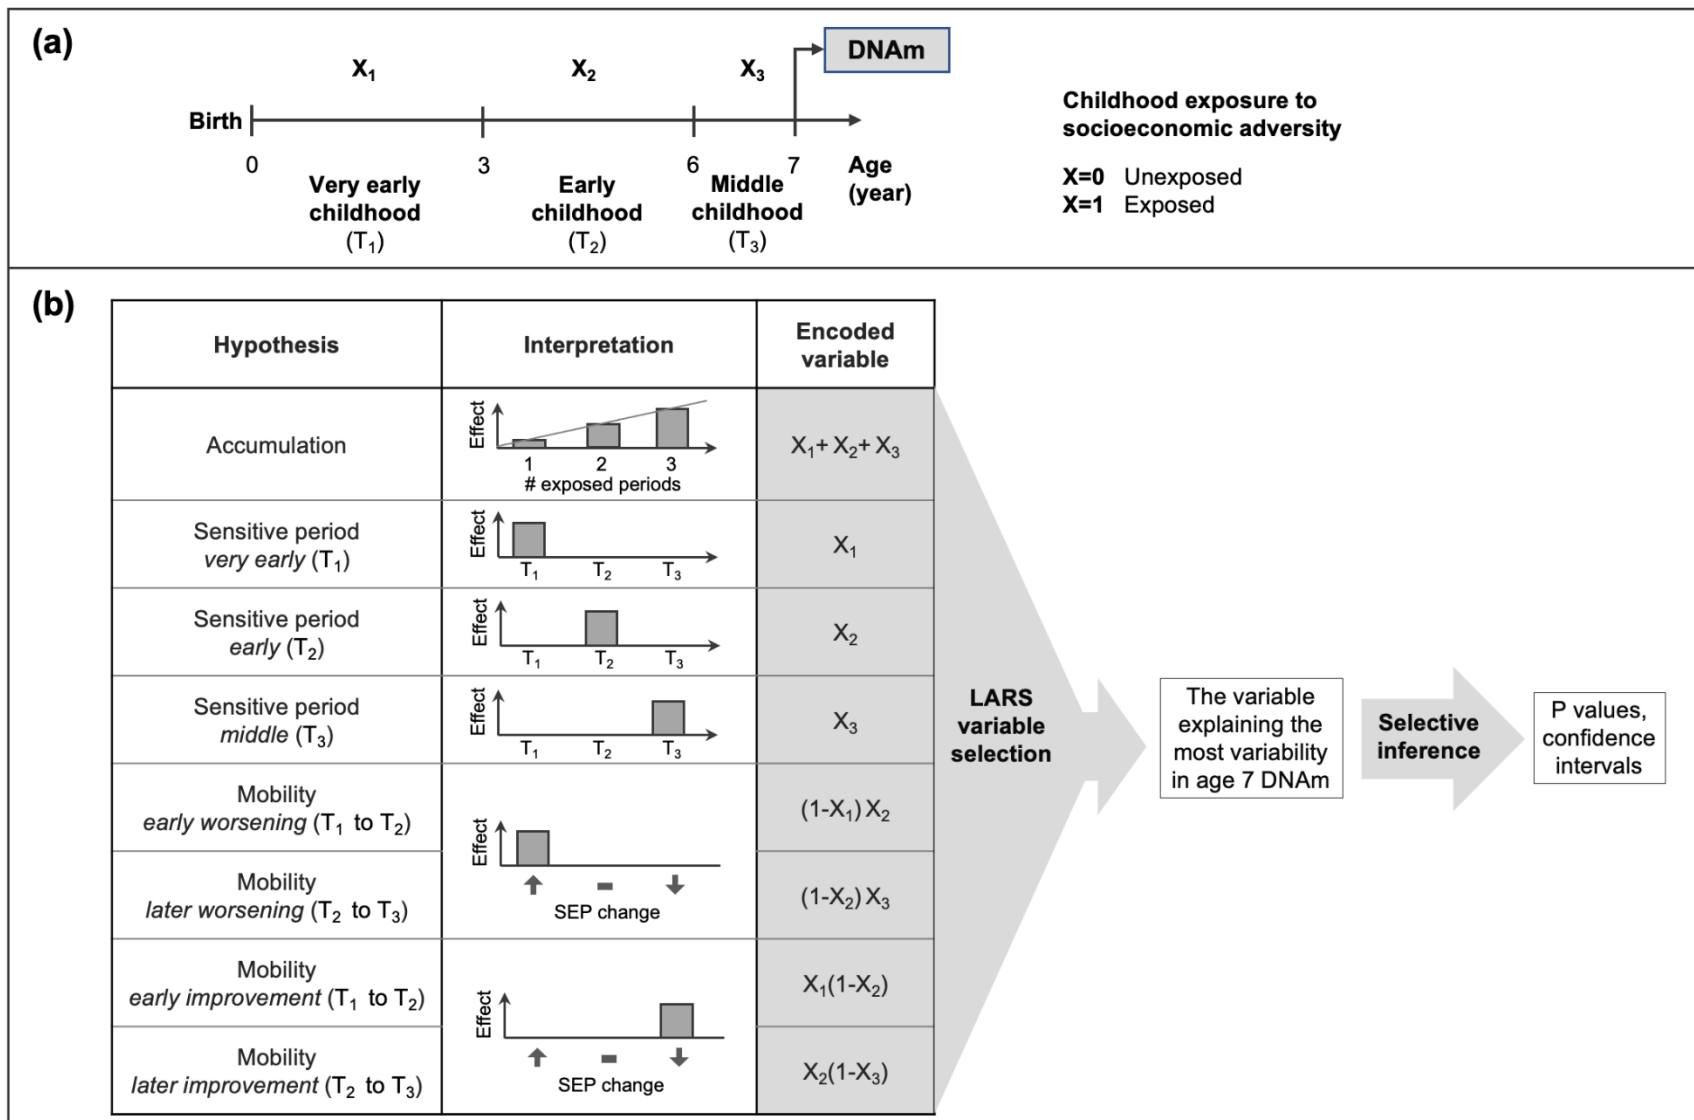 (a)
X₁ X₂ X₃ DNAm
Birth
0 3 6 7 Age
(year)
Very early
childhood
(T₁)
Early
childhood
(T₂)
Middle
childhood
(T₃)
Childhood exposure to
socioeconomic adversity
X=0 Unexposed
X=1 Exposed
(b)
Hypothesis
Interpretation
Encoded
variable
Accumulation
Effect
1 2 3
# exposed periods
X₁+ X₂+ X₃
Sensitive period
very early (T₁)
Effect
T₁ T₂ T₃
X₁
Sensitive period
early (T₂)
Effect
T₁ T₂ T₃
X₂
Sensitive period
middle (T₃)
Effect
T₁ T₂ T₃
X₃
Mobility
early worsening (T₁ to T₂)
Effect
SEP change
(1-X₁) X₂
Mobility
later worsening (T₂ to T₃)
(1-X₂) X₃
Mobility
early improvement (T₁ to T₂)
Effect
SEP change
X₁(1-X₂)
Mobility
later improvement (T₂ to T₃)
X₂(1-X₃)
LARS
variable
selection
The variable
explaining the
most variability
in age 7 DNAm
Selective
inference
P values,
confidence
intervals